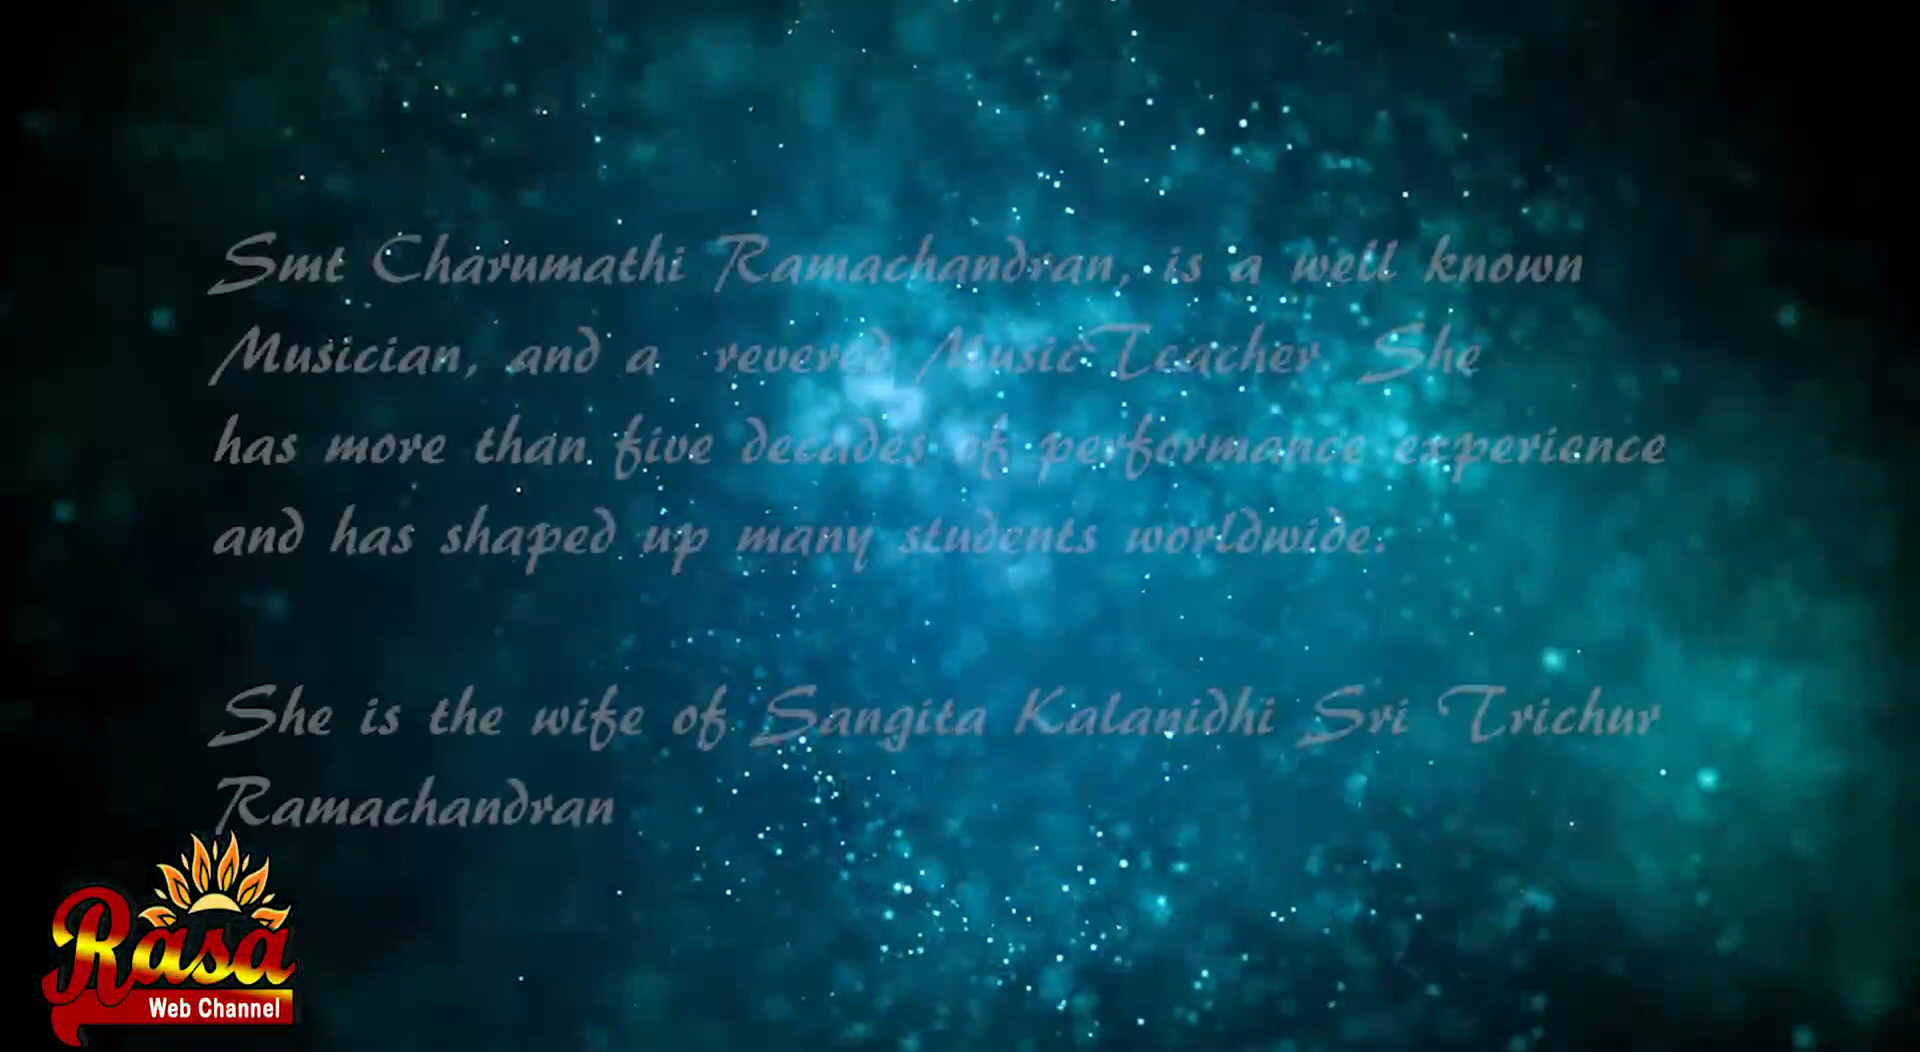 Smt Charumathi Ramachandran, is a well known
Musician, and a revered Music Teacher. She
has more than five decades of performance experience
and has shaped up many students worldwide.
She is the wife of Sangita Kalanidhi Sri Trichur
Ramachandran
Rasa
Web Channel